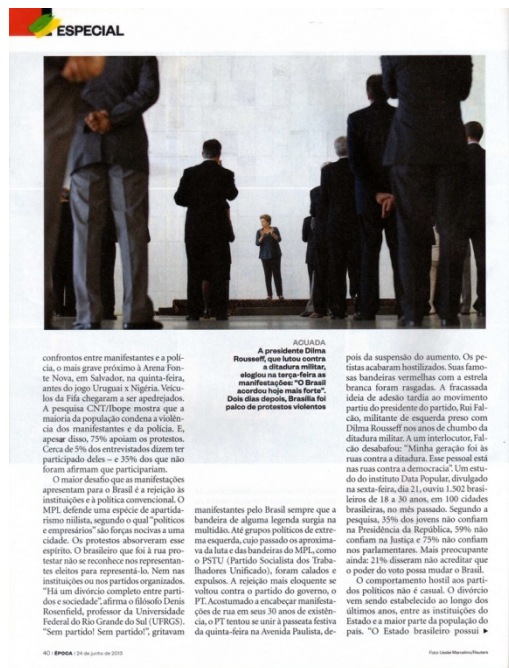 ESPECIAL
ACUADA
A presidente Dilma
Rousseff, que lutou contra
a ditadura militar,
elogiou na terça-feira as
manifestações: "O Brasil
acordou hoje mais forte".
Dois dias depois, Brasília foi
palco de protestos violentos
confrontos entre manifestantes e a polí-
cia, o mais grave próximo à Arena Fon-
te Nova, em Salvador, na quinta-feira,
antes do jogo Uruguai x Nigéria. Veícu-
los da Fifa chegaram a ser apedrejados.
A pesquisa CNT/Ibope mostra que a
maioria da população condena a violên-
cia dos manifestantes e da polícia. E,
apesar disso, 75% apoiam os protestos.
Cerca de 5% dos entrevistados dizem ter
participado deles – e 35% dos que não
foram afirmam que participariam.
O maior desafio que as manifestações
apresentam para o Brasil é a rejeição às
instituições e à política convencional. O
MPL defende uma espécie de apartida-
rismo niilista, segundo o qual "políticos
e empresários" são forças nocivas a uma
cidade. Os protestos absorveram esse
espírito. O brasileiro que foi à rua pro-
testar não se reconhece nos representan-
tes eleitos para representá-lo. Nem nas
instituições ou nos partidos organizados.
"Há um divórcio completo entre parti-
dos e sociedade", afirma o filósofo Denis
Rosenfield, professor da Universidade
Federal do Rio Grande do Sul (UFRGS).
"Sem partido! Sem partido!", gritavam
manifestantes pelo Brasil sempre que a
bandeira de alguma legenda surgia na
multidão. Até grupos políticos de extre-
ma esquerda, cujo passado os aproxima-
va da luta e das bandeiras do MPL, como
o PSTU (Partido Socialista dos Traba-
lhadores Unificado), foram calados e
expulsos. A rejeição mais eloquente se
voltou contra o partido do governo, o
PT. Acostumado a encabeçar manifesta-
ções de rua em seus 30 anos de existên-
cia, o PT tentou se unir à passeata festiva
da quinta-feira na Avenida Paulista, de-
pois da suspensão do aumento. Os pe-
tistas acabaram hostilizados. Suas famo-
sas bandeiras vermelhas com a estrela
branca foram rasgadas. A fracassada
ideia de adesão tardia ao movimento
partiu do presidente do partido, Rui Fal-
cão, militante de esquerda preso com
Dilma Rousseff nos anos de chumbo da
ditadura militar. A um interlocutor, Fal-
cão desabafou: "Minha geração foi às
ruas contra a ditadura. Esse pessoal está
nas ruas contra a democracia". Um estu-
do do instituto Data Popular, divulgado
na sexta-feira, dia 21, ouviu 1.502 brasi-
leiros de 18 a 30 anos, em 100 cidades
brasileiras, no mês passado. Segundo a
pesquisa, 35% dos jovens não confiam
na Presidência da República, 59% não
confiam na Justiça e 75% não confiam
nos parlamentares. Mais preocupante
ainda: 21% disseram não acreditar que
o poder do voto possa mudar o Brasil.
O comportamento hostil aos parti-
dos políticos não é casual. O divórcio
vem sendo estabelecido ao longo dos
últimos anos, entre as instituições do
Estado e a maior parte da população do
país. "O Estado brasileiro possui ►
40 | ÉPOCA | 24 de junho de 2013
Foto: Ueslei Marcelino/Reuters